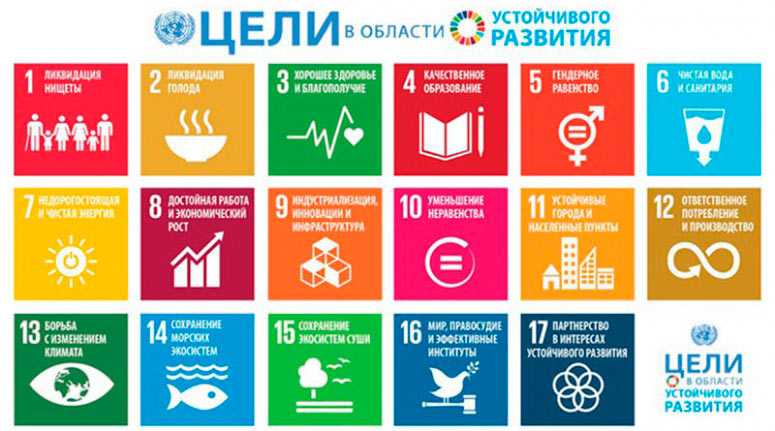 ЦЕЛИ В ОБЛАСТИ УСТОЙЧИВОГО
РАЗВИТИЯ
1 ЛИКВИДАЦИЯ
НИЩЕТЫ
2 ЛИКВИДАЦИЯ
ГОЛОДА
3 ХОРОШЕЕ ЗДОРОВЬЕ
И БЛАГОПОЛУЧИЕ
4 КАЧЕСТВЕННОЕ
ОБРАЗОВАНИЕ
5 ГЕНДЕРНОЕ
РАВЕНСТВО
6 ЧИСТАЯ ВОДА
И САНИТАРИЯ
7 НЕДОРОГОСТОЯЩАЯ
И ЧИСТАЯ ЭНЕРГИЯ
8 ДОСТОЙНАЯ РАБОТА
И ЭКОНОМИЧЕСКИЙ
РОСТ
9 ИНДУСТРИАЛИЗАЦИЯ,
ИННОВАЦИИ И
ИНФРАСТРУКТУРА
10 УМЕНЬШЕНИЕ
НЕРАВЕНСТВА
11 УСТОЙЧИВЫЕ
ГОРОДА И
НАСЕЛЕННЫЕ ПУНКТЫ
12 ОТВЕТСТВЕННОЕ
ПОТРЕБЛЕНИЕ
И ПРОИЗВОДСТВО
13 БОРЬБА
С ИЗМЕНЕНИЕМ
КЛИМАТА
14 СОХРАНЕНИЕ
МОРСКИХ
ЭКОСИСТЕМ
15 СОХРАНЕНИЕ
ЭКОСИСТЕМ СУШИ
16 МИР, ПРАВОСУДИЕ
И ЭФФЕКТИВНЫЕ
ИНСТИТУТЫ
17 ПАРТНЕРСТВО
В ИНТЕРЕСАХ
УСТОЙЧИВОГО РАЗВИТИЯ
ЦЕЛИ
В ОБЛАСТИ
УСТОЙЧИВОГО
РАЗВИТИЯ